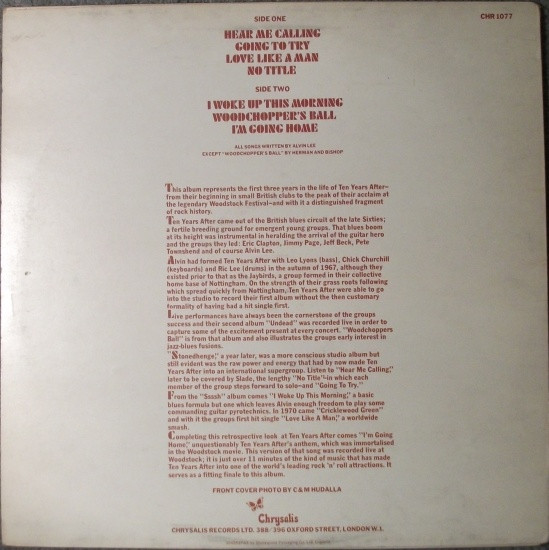 SIDE ONE
CHR 1077
HEAR ME CALLING
GOING TO TRY
LOVE LIKE A MAN
NO TITLE
SIDE TWO
I WOKE UP THIS MORNING
WOODCHOPPER'S BALL
I'M GOING HOME
ALL SONGS WRITTEN BY ALVIN LEE
EXCEPT "WOODCHOPPER'S BALL" BY HERMAN AND BISHOP
This album represents the first three years in the life of Ten Years After—
from their beginning in small British clubs to the peak of their acclaim at
the legendary Woodstock Festival—and with it a distinguished fragment
of rock history.
Ten Years After came out of the British blues circuit of the late Sixties;
a fertile breeding ground for emergent young groups. That blues boom
at its height was instrumental in heralding the arrival of the guitar hero
and the groups they led: Eric Clapton, Jimmy Page, Jeff Beck, Pete
Townshend and of course Alvin Lee.
Alvin had formed Ten Years After with Leo Lyons (bass), Chick Churchill
(keyboards) and Ric Lee (drums) in the autumn of 1967, although they
existed prior to that as the Jaybirds, a group formed in their collective
home base of Nottingham. On the strength of their grass roots following
which spread quickly from Nottingham, Ten Years After were able to go
into the studio to record their first album without the then customary
formality of having had a hit single first.
Live performances have always been the cornerstone of the groups
success and their second album "Undead" was recorded live in order to
capture some of the excitement present at every concert. "Woodchoppers
Ball" is from that album and also illustrates the groups early interest in
jazz-blues fusions.
"Stonedhenge," a year later, was a more conscious studio album but
still evident was the raw power and energy that had by now made Ten
Years After into an international supergroup. Listen to "Hear Me Calling,"
later to be covered by Slade, the lengthy "No Title"—in which each
member of the group steps forward to solo—and "Going To Try."
From the "Ssssh" album comes "I Woke Up This Morning," a basic
blues formula but one which leaves Alvin enough freedom to play some
commanding guitar pyrotechnics. In 1970 came "Cricklewood Green"
and with it the groups first hit single "Love Like A Man," a worldwide
smash.
Completing this retrospective look at Ten Years After comes "I'm Going
Home," unquestionably Ten Years After's anthem, which was immortalised
in the Woodstock movie. This version of that song was recorded live at
Woodstock; it is just over 11 minutes of the kind of music that has made
Ten Years After into one of the world's leading rock 'n' roll attractions. It
serves as a fitting finale to this album.
FRONT COVER PHOTO BY C & M HUDALLA
Chrysalis
CHRYSALIS RECORDS LTD. 388/396 OXFORD STREET, LONDON W.1.